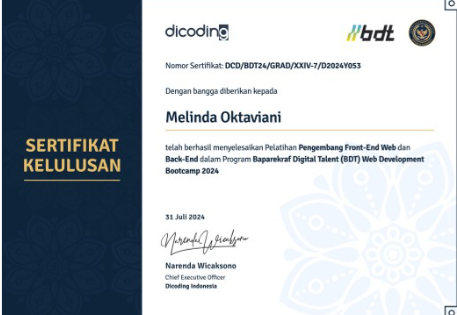 dicoding
bdt
Nomor Sertifikat: DCD/BDT24/GRAD/XXIV-7/D2024Y053
Dengan bangga diberikan kepada
Melinda Oktaviani
SERTIFIKAT
KELULUSAN
telah berhasil menyelesaikan Pelatihan Pengembang Front-End Web dan
Back-End dalam Program Baparekraf Digital Talent (BDT) Web Development
Bootcamp 2024
31 Juli 2024
Narenda Wicaksono
Narenda Wicaksono
Chief Executive Officer
Dicoding Indonesia